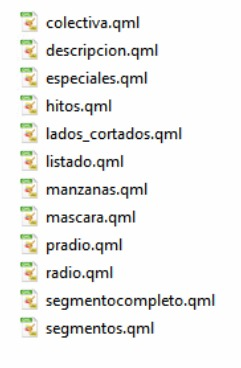 colectiva.qml
descripcion.qml
especiales.qml
hitos.qml
lados_cortados.qml
listado.qml
manzanas.qml
mascara.qml
pradio.qml
radio.qml
segmentocompleto.qml
segmentos.qml